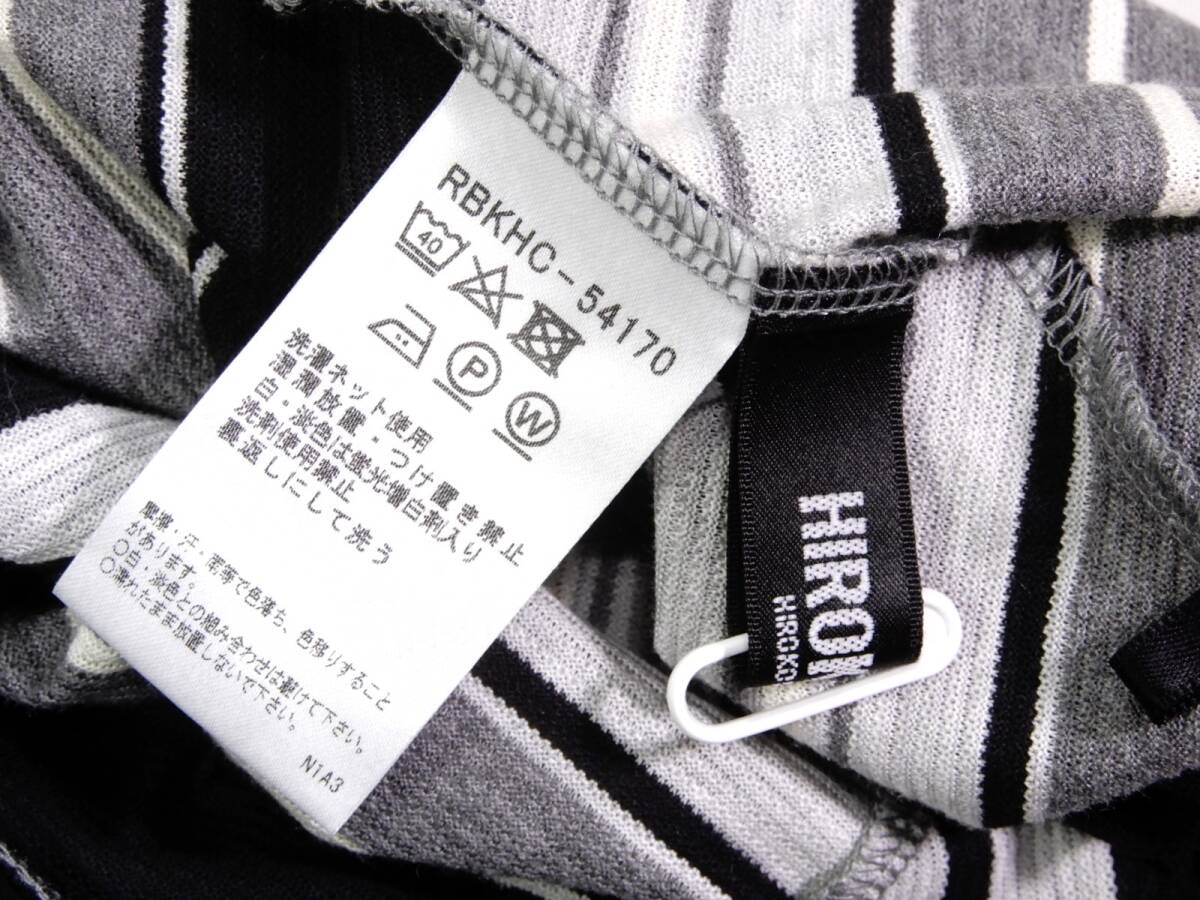 RBKHC-54170
40
P
W
洗濯ネット使用
湿潤放置・つけ置き禁止
白・淡色は蛍光増白剤入り
洗剤使用禁止
裏返しにして洗う
摩擦・汗・雨等で色落ち、色移りすること
があります。
○白・淡色との組み合わせは避けて下さい。
○濡れたまま放置しないで下さい。
N1A3
HIROK
HIROKO